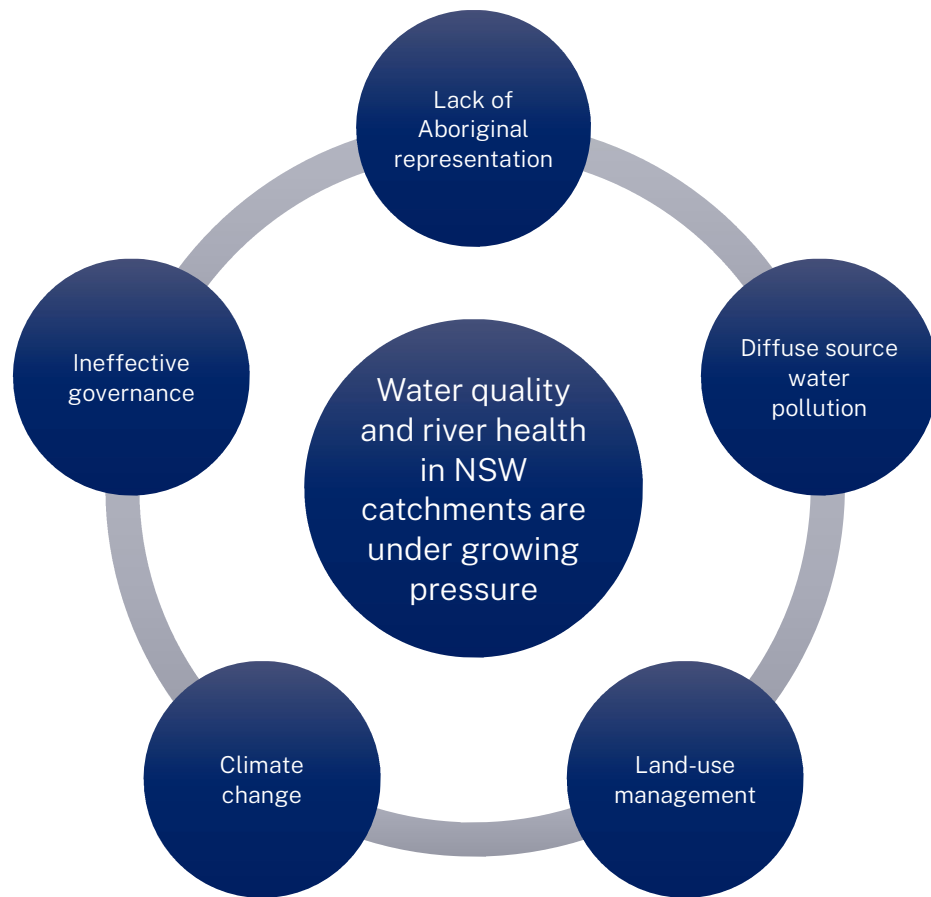 Lack of
Aboriginal
representation
Diffuse source
water
pollution
Ineffective
governance
Water quality
and river health
in NSW
catchments are
under growing
pressure
Climate
change
Land-use
management